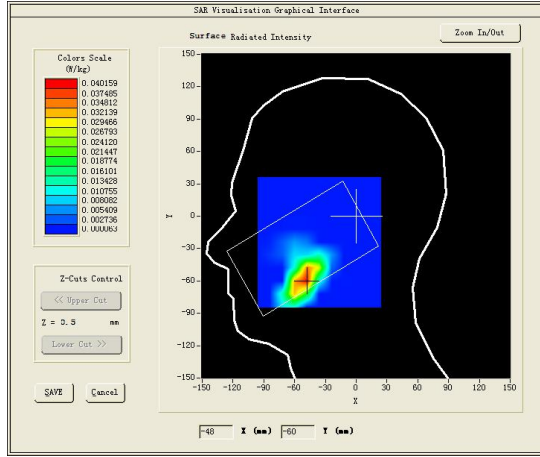 SAR Visualisation Graphical Interface
Surface Radiated Intensity
Zoom In/Out
Colors Scale
(W/kg)
0.040159
0.037485
0.034812
0.032139
0.029466
0.026793
0.024120
0.021447
0.018774
0.016101
0.013428
0.010755
0.008082
0.005409
0.002736
0.000063
150
120
90
60
30
0
-30
-60
-90
-120
-150
Y
-150 -120 -90 -60 -30 0 30 60 90 120 150
X
Z-Cuts Control
<< Upper Cut
Z = 3.5 mm
Lower Cut >>
SAVE
Cancel
-48 X (mm) -60 Y (mm)